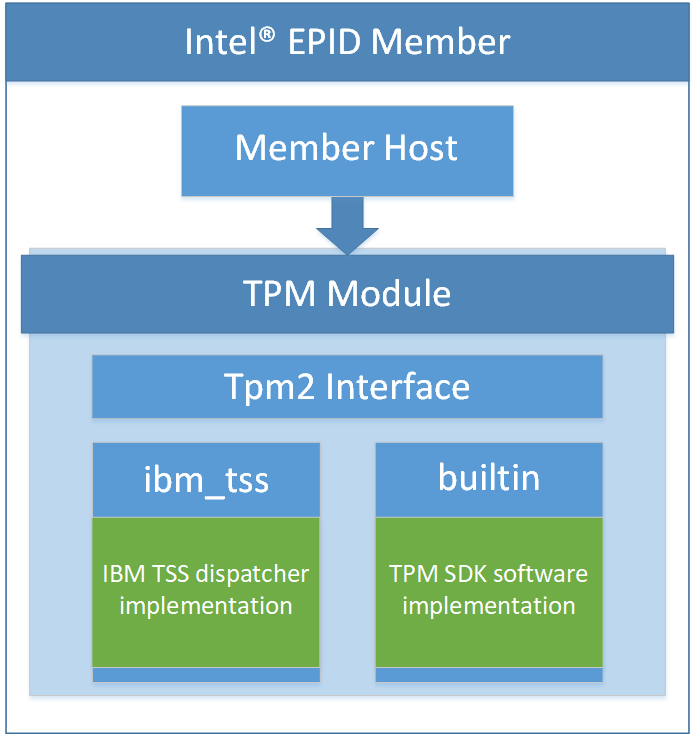 Intel® EPID Member
Member Host
TPM Module
Tpm2 Interface
ibm_tss
IBM TSS dispatcher
implementation
builtin
TPM SDK software
implementation